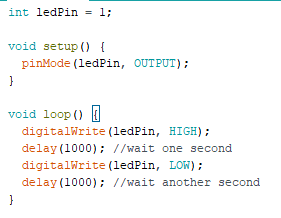 int ledPin = 1;
void setup() {
pinMode(ledPin, OUTPUT);
}
void loop() {
digitalWrite(ledPin, HIGH);
delay(1000); //wait one second
digitalWrite(ledPin, LOW);
delay(1000); //wait another second
}